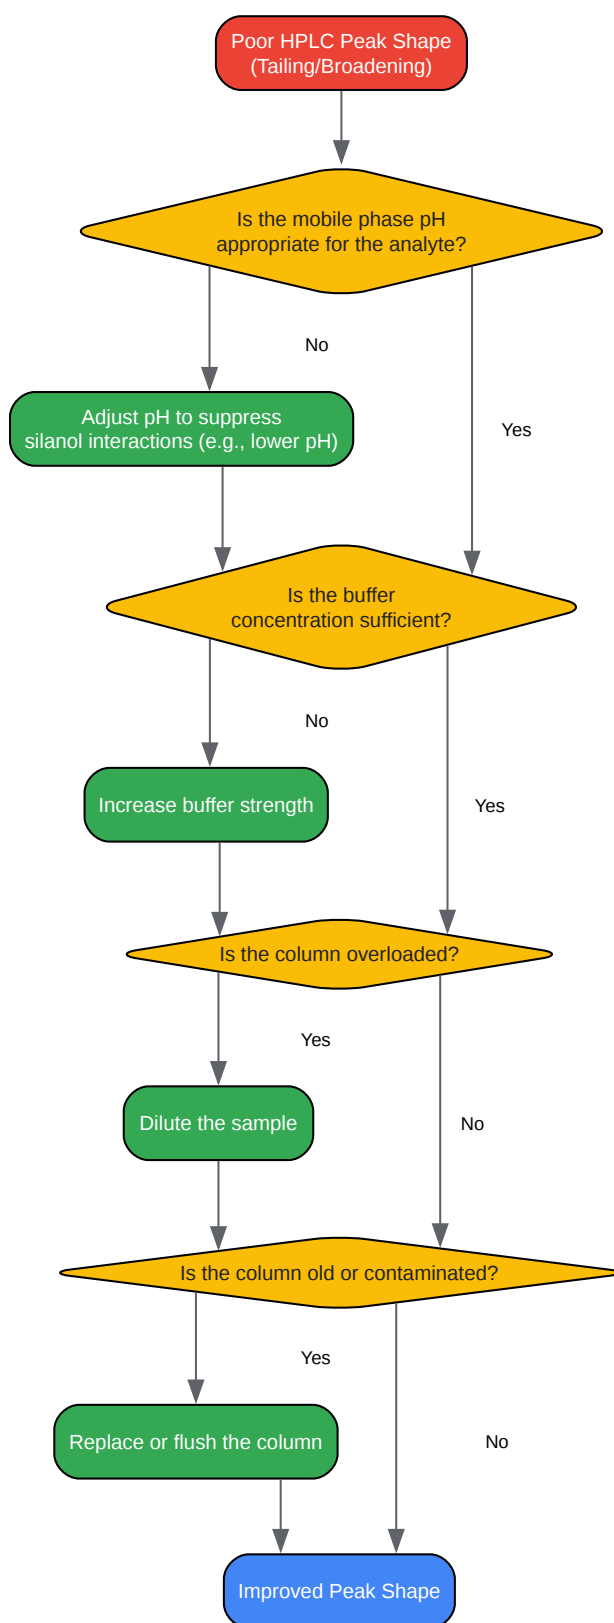 Poor HPLC Peak Shape
(Tailing/Broadening)
Is the mobile phase pH
appropriate for the analyte?
No
Adjust pH to suppress
silanol interactions (e.g., lower pH)
Yes
Is the buffer
concentration sufficient?
No
Increase buffer strength
Yes
Is the column overloaded?
Yes
Dilute the sample
No
Is the column old or contaminated?
Yes
Replace or flush the column
No
Improved Peak Shape